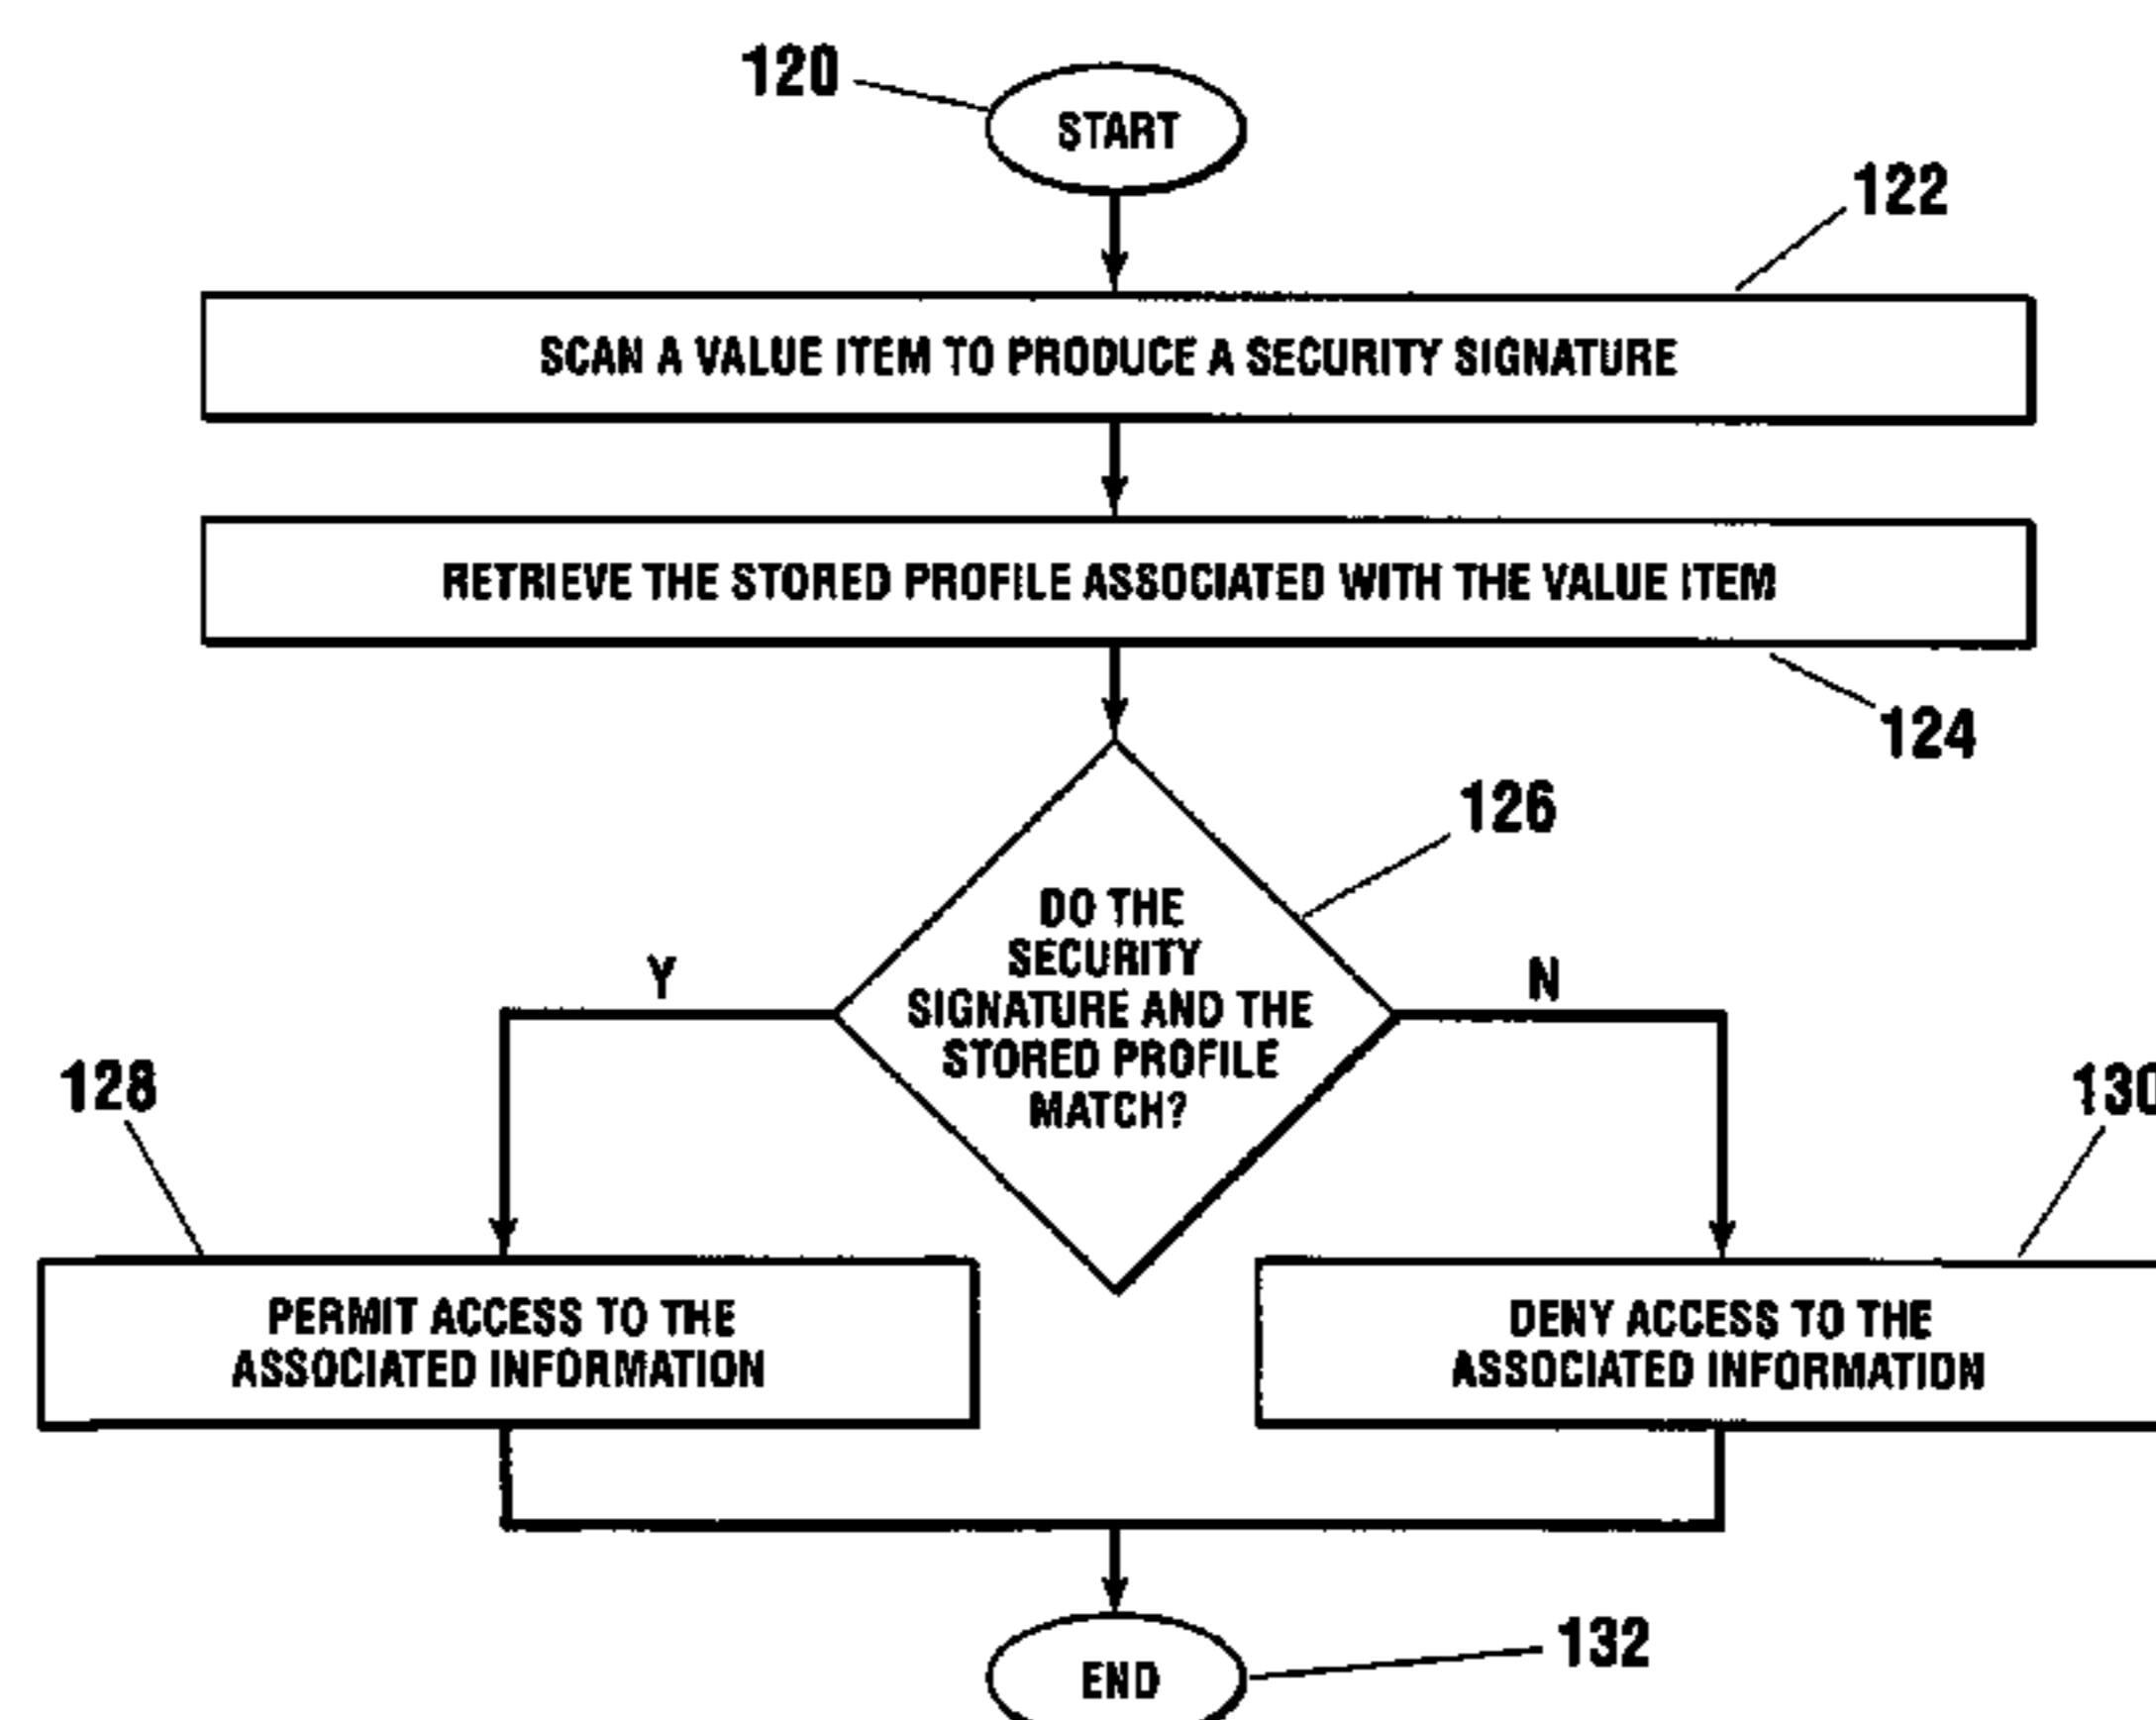 120
START
122
SCAN A VALUE ITEM TO PRODUCE A SECURITY SIGNATURE
RETRIEVE THE STORED PROFILE ASSOCIATED WITH THE VALUE ITEM
124
126
DO THE
SECURITY
SIGNATURE AND THE
STORED PROFILE
MATCH?
Y
N
128
130
PERMIT ACCESS TO THE
ASSOCIATED INFORMATION
DENY ACCESS TO THE
ASSOCIATED INFORMATION
132
END